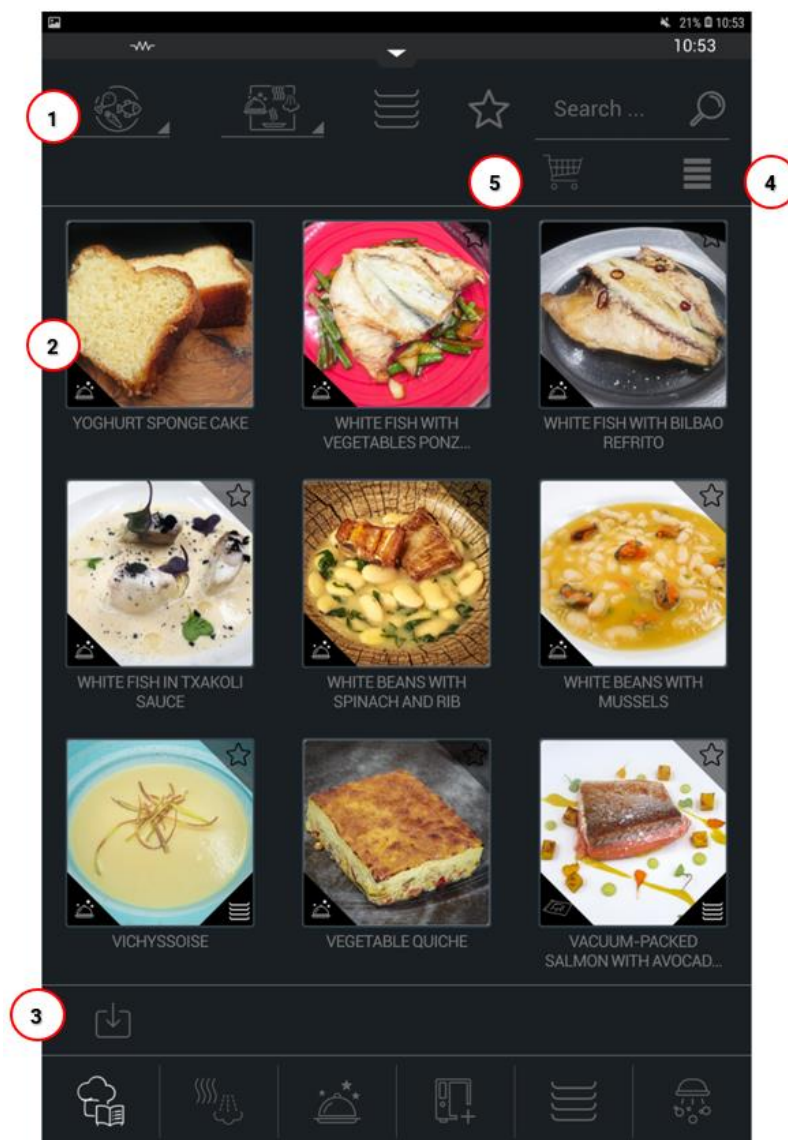 21% 10:53
10:53
1
Search ...
5
4
2
YOGHURT SPONGE CAKE
WHITE FISH WITH
VEGETABLES PONZ...
WHITE FISH WITH BILBAO
REFRITO
WHITE FISH IN TXAKOLI
SAUCE
WHITE BEANS WITH
SPINACH AND RIB
WHITE BEANS WITH
MUSSELS
VICHYSSOISE
VEGETABLE QUICHE
VACUUM-PACKED
SALMON WITH AVOCAD...
3